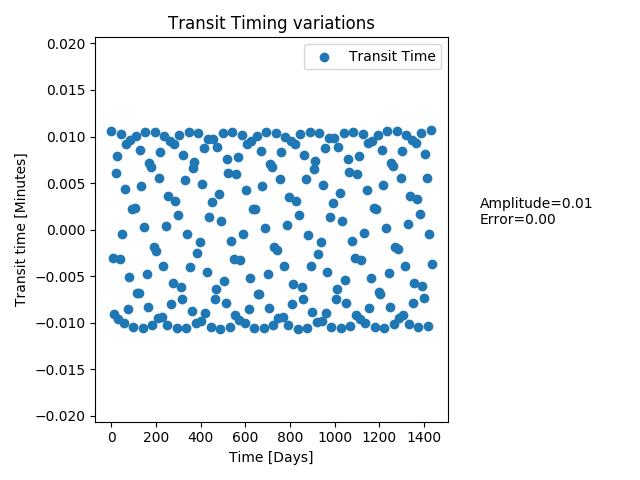 Transit Timing variations
Transit Time
Transit time [Minutes]
0.020
0.015
0.010
0.005
0.000
−0.005
−0.010
−0.015
−0.020
Amplitude=0.01
Error=0.00
0 200 400 600 800 1000 1200 1400
Time [Days]